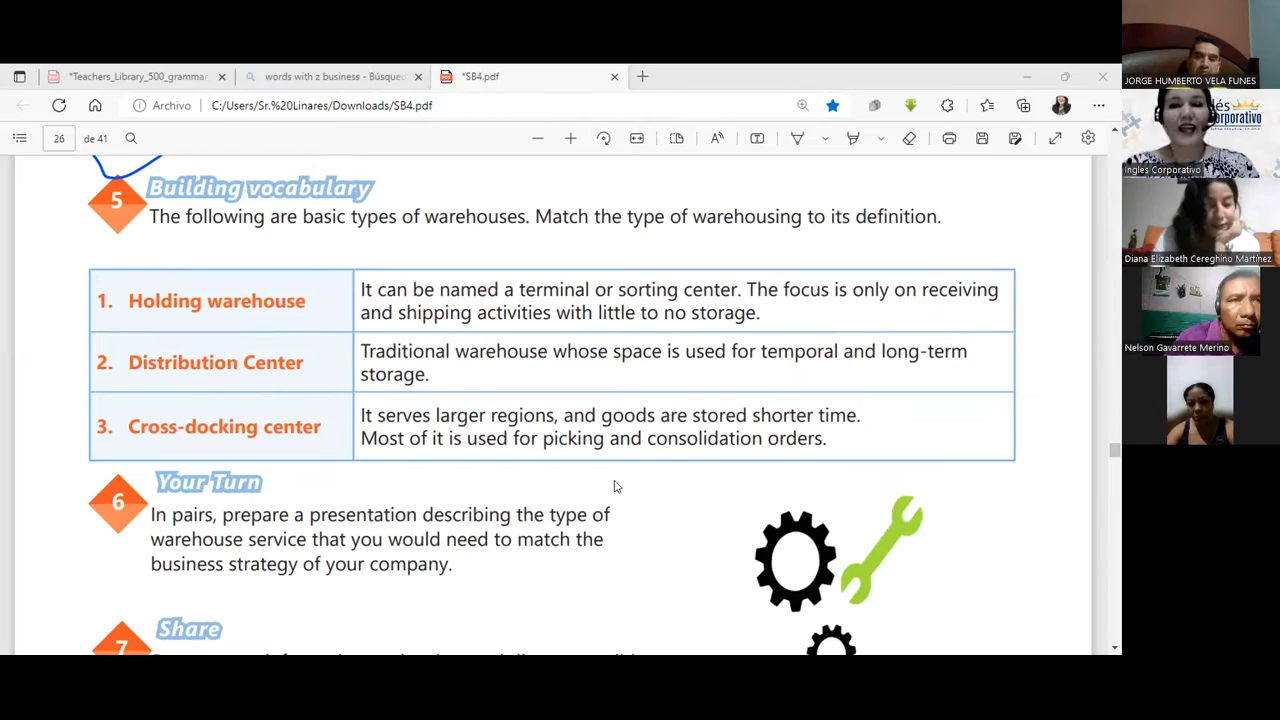 *Teachers_Library_500_grammar
words with z business - Búsqued
*SB4.pdf
Archivo
C:/Users/Sr.%20Linares/Downloads/SB4.pdf
26
de 41
5
Building vocabulary
The following are basic types of warehouses. Match the type of warehousing to its definition.
1. Holding warehouse
It can be named a terminal or sorting center. The focus is only on receiving
and shipping activities with little to no storage.
2. Distribution Center
Traditional warehouse whose space is used for temporal and long-term
storage.
3. Cross-docking center
It serves larger regions, and goods are stored shorter time.
Most of it is used for picking and consolidation orders.
6
Your Turn
In pairs, prepare a presentation describing the type of
warehouse service that you would need to match the
business strategy of your company.
7
Share
JORGE HUMBERTO VELA FUNES
lés
Corporativo
Ingles Corporativo
Diana Elizabeth Cereghino Martínez
Nelson Gavarrete Merino